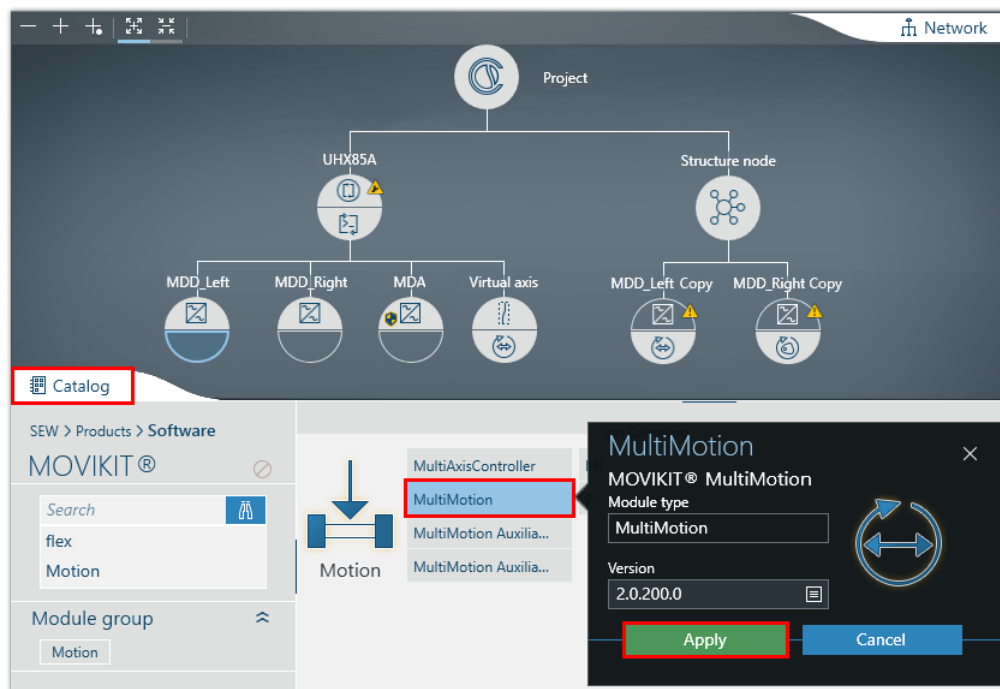 Network
Project
UHX85A
Structure node
MDD_Left
MDD_Right
MDA
Virtual axis
MDD_Left Copy
MDD_Right Copy
Catalog
SEW > Products > Software
MOVIKIT®
Search
flex
Motion
Module group
Motion
Motion
MultiAxisController
MultiMotion
MultiMotion Auxilia...
MultiMotion Auxilia...
MultiMotion
MOVIKIT® MultiMotion
Module type
MultiMotion
Version
2.0.200.0
Apply
Cancel